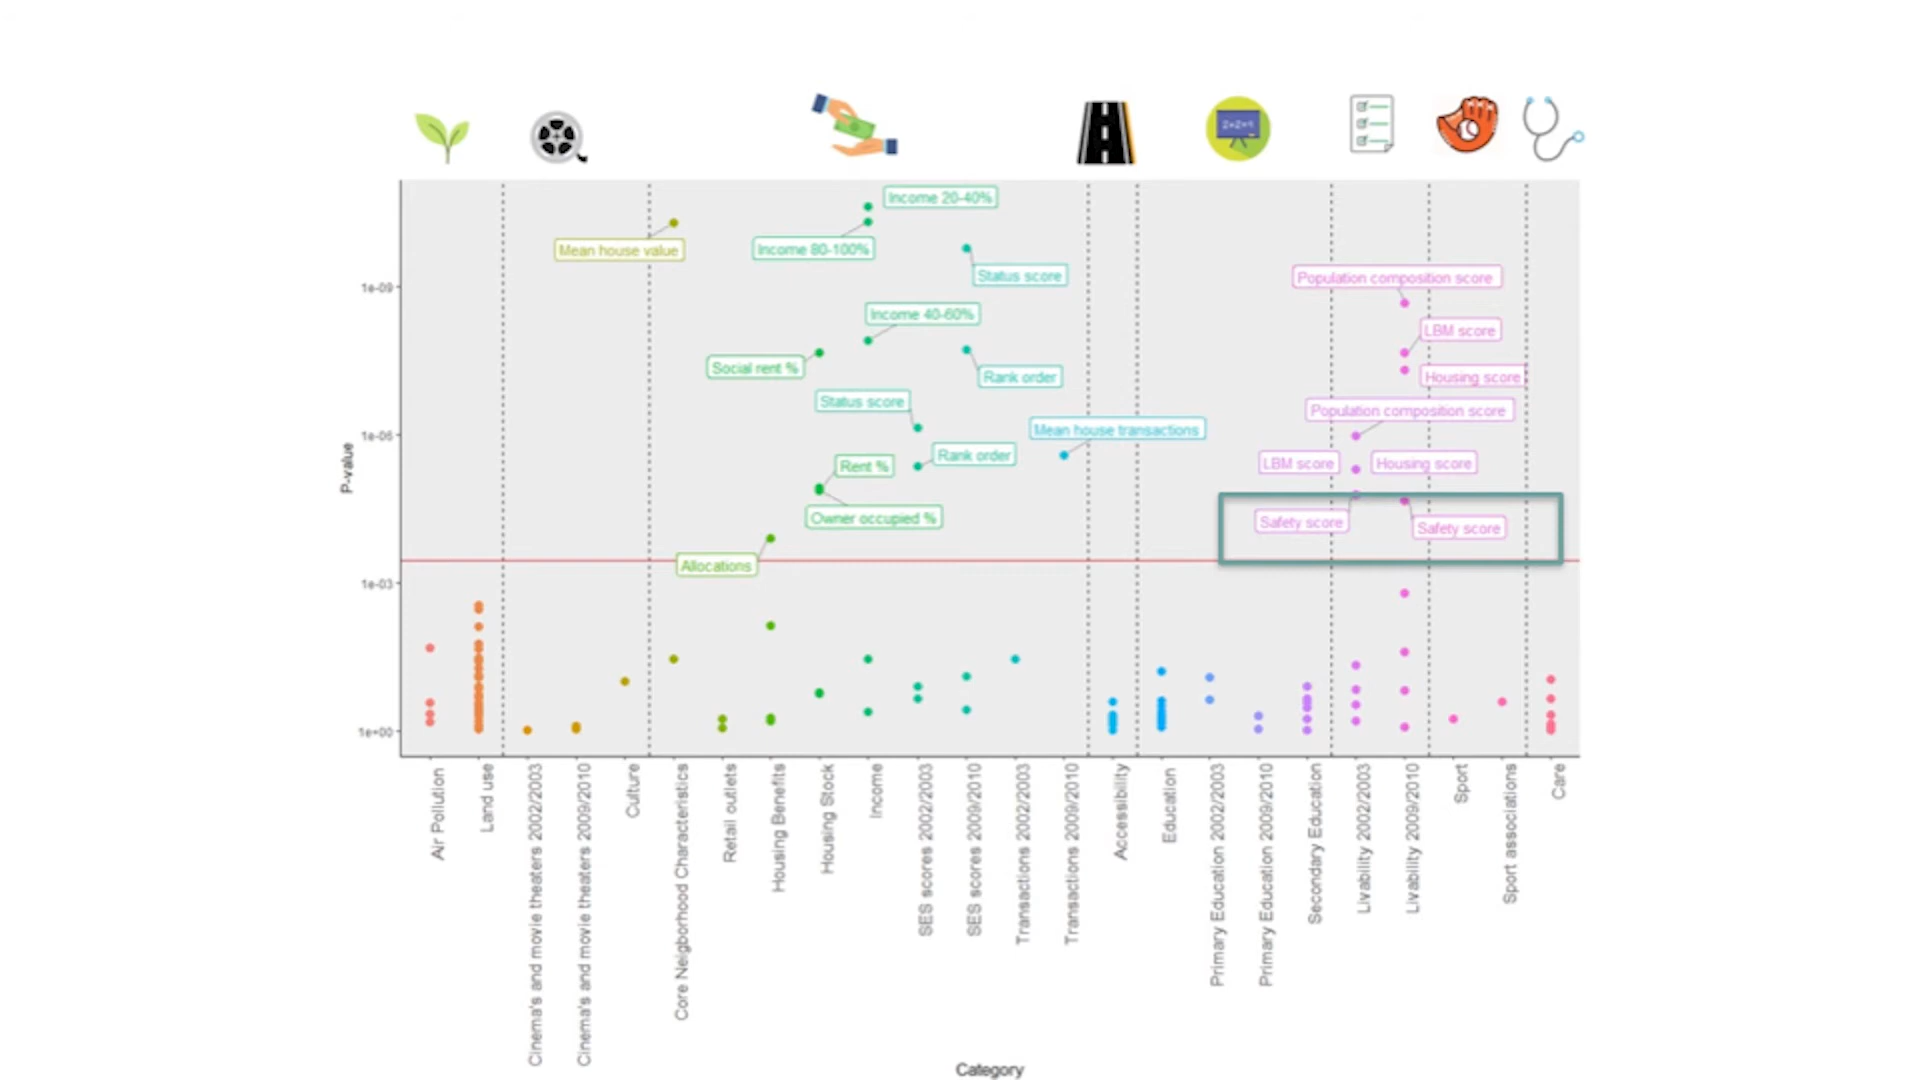 2+2=4
Income 20-40%
Mean house value
Income 80-100%
Status score
Population composition score
1e-09
Income 40-60%
LBM score
Social rent %
Rank order
Housing score
Status score
Population composition score
Mean house transactions
1e-06
Rank order
LBM score
Housing score
Rent %
P-value
Owner occupied %
Safety score
Safety score
Allocations
1e-03
1e+00
Air Pollution
Land use
Cinema's and movie theaters 2002/2003
Cinema's and movie theaters 2009/2010
Culture
Core Neigborhood Characteristics
Retail outlets
Housing Benefits
Housing Stock
Income
SES scores 2002/2003
SES scores 2009/2010
Transactions 2002/2003
Transactions 2009/2010
Accessibility
Education
Primary Education 2002/2003
Primary Education 2009/2010
Secondary Education
Livability 2002/2003
Livability 2009/2010
Sport
Sport associations
Care
Category